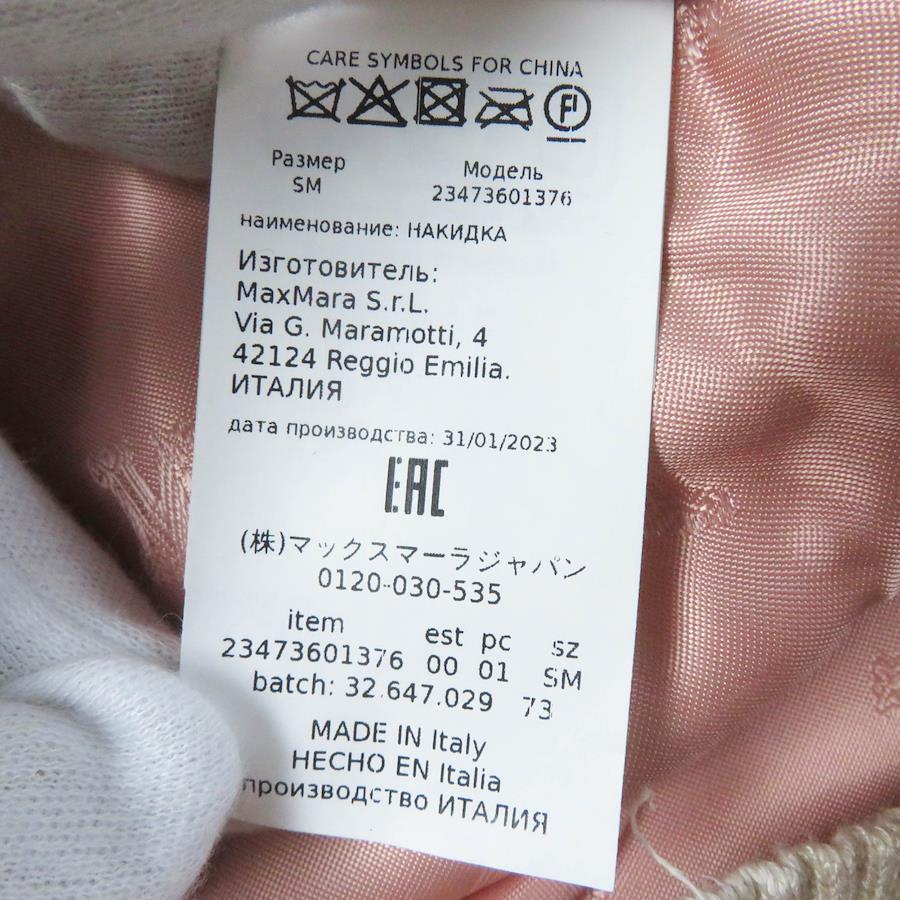 CARE SYMBOLS FOR CHINA
F
Размер Модель
SM 23473601376
наименование: НАКИДКА
Изготовитель:
MaxMara S.r.L.
Via G. Maramotti, 4
42124 Reggio Emilia.
ИТАЛИЯ
дата производства: 31/01/2023
EAC
(株)マックスマーラジャパン
0120-030-535
item est pc sz
23473601376 00 01 SM
batch: 32.647.029 73
MADE IN Italy
HECHO EN Italia
производство ИТАЛИЯ